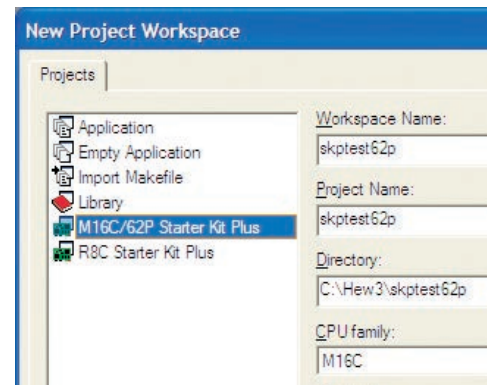 New Project Workspace
Projects
Application
Empty Application
Import Makefile
Library
M16C/62P Starter Kit Plus
R8C Starter Kit Plus
Workspace Name:
skptest62p
Project Name:
skptest62p
Directory:
C:\Hew3\skptest62p
CPU family:
M16C